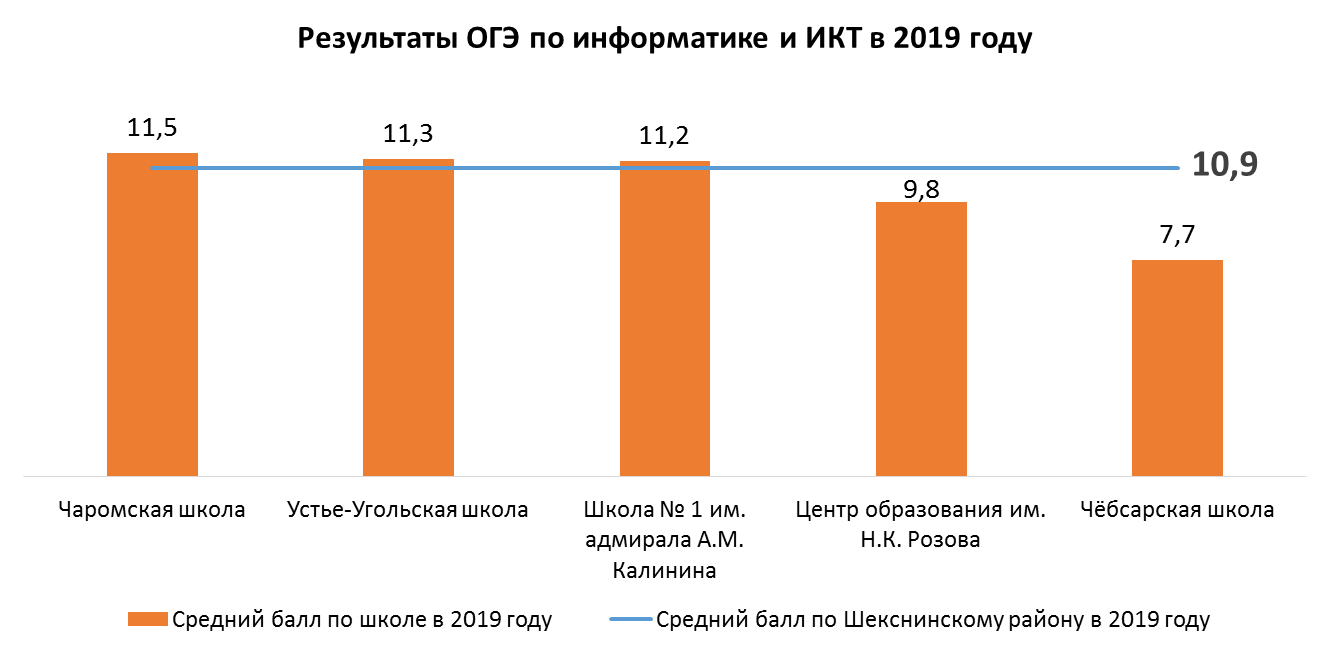 Результаты ОГЭ по информатике и ИКТ в 2019 году
11,5
11,3
11,2
10,9
9,8
7,7
Чаромская школа
Устье-Угольская школа
Школа № 1 им.
адмирала А.М.
Калинина
Центр образования им.
Н.К. Розова
Чёбсарская школа
Средний балл по школе в 2019 году
Средний балл по Шекснинскому району в 2019 году